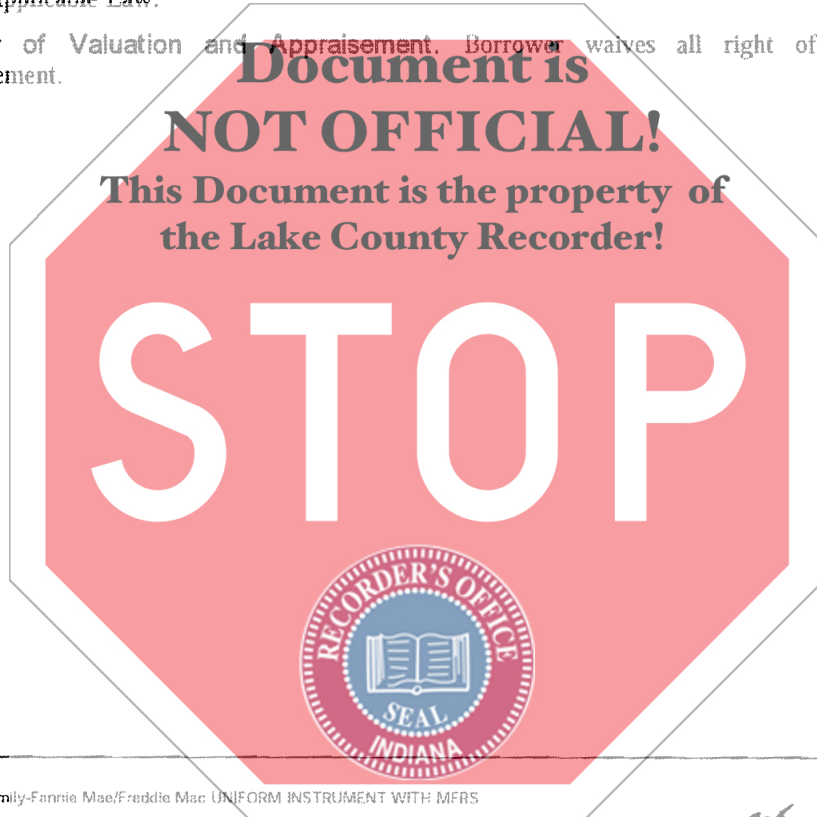 Applicable Law.
of Valuation and Appraisement. Borrower waives all right of
ement.
Document is
NOT OFFICIAL!
This Document is the property of
the Lake County Recorder!
STOP
RECORDER'S OFFICE
SEAL
INDIANA
mily-Fannie Mae/Freddie Mac UNIFORM INSTRUMENT WITH MERS